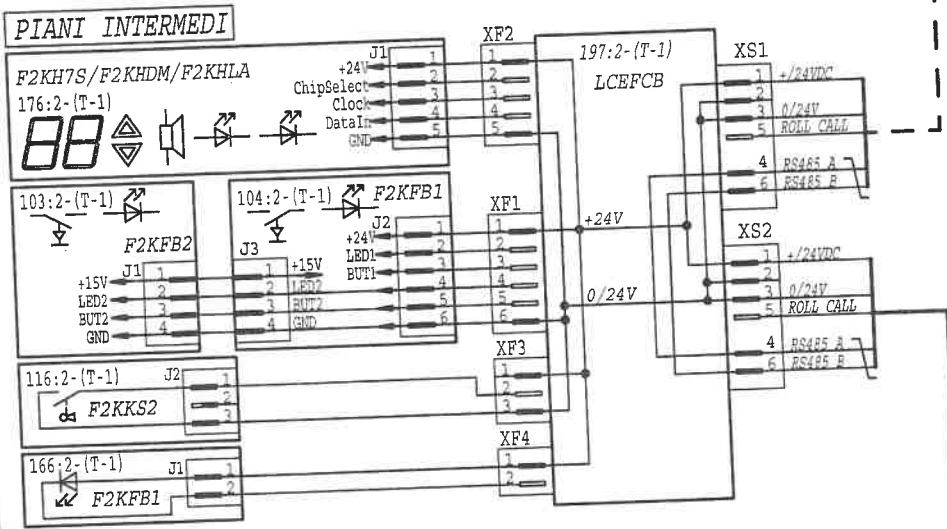 PIANI INTERMEDI
F2KH7S/F2KHDM/F2KHLA
176:2-(T-1)
88
J1
+24V
ChipSelect
Clock
DataIn
GND
1
2
3
4
5
XF2
1
2
3
4
5
197:2-(T-1)
LCEFCB
XS1
1
2
3
5
4
6
+/24VDC
0/24V
ROLL CALL
RS485 A
RS485 B
103:2-(T-1)
F2KFB2
J1
+15V
LED2
BUT2
GND
1
2
3
4
104:2-(T-1)
F2KFB1
J3
1
2
3
4
+15V
LED2
BUT2
GND
J2
+24V
LED1
BUT1
1
2
3
4
5
6
XF1
1
2
3
4
5
6
+24V
0/24V
XS2
1
2
3
5
4
6
+/24VDC
0/24V
ROLL CALL
RS485 A
RS485 B
116:2-(T-1)
F2KKS2
J2
1
2
3
XF3
1
2
3
166:2-(T-1)
F2KFB1
J1
1
2
XF4
1
2